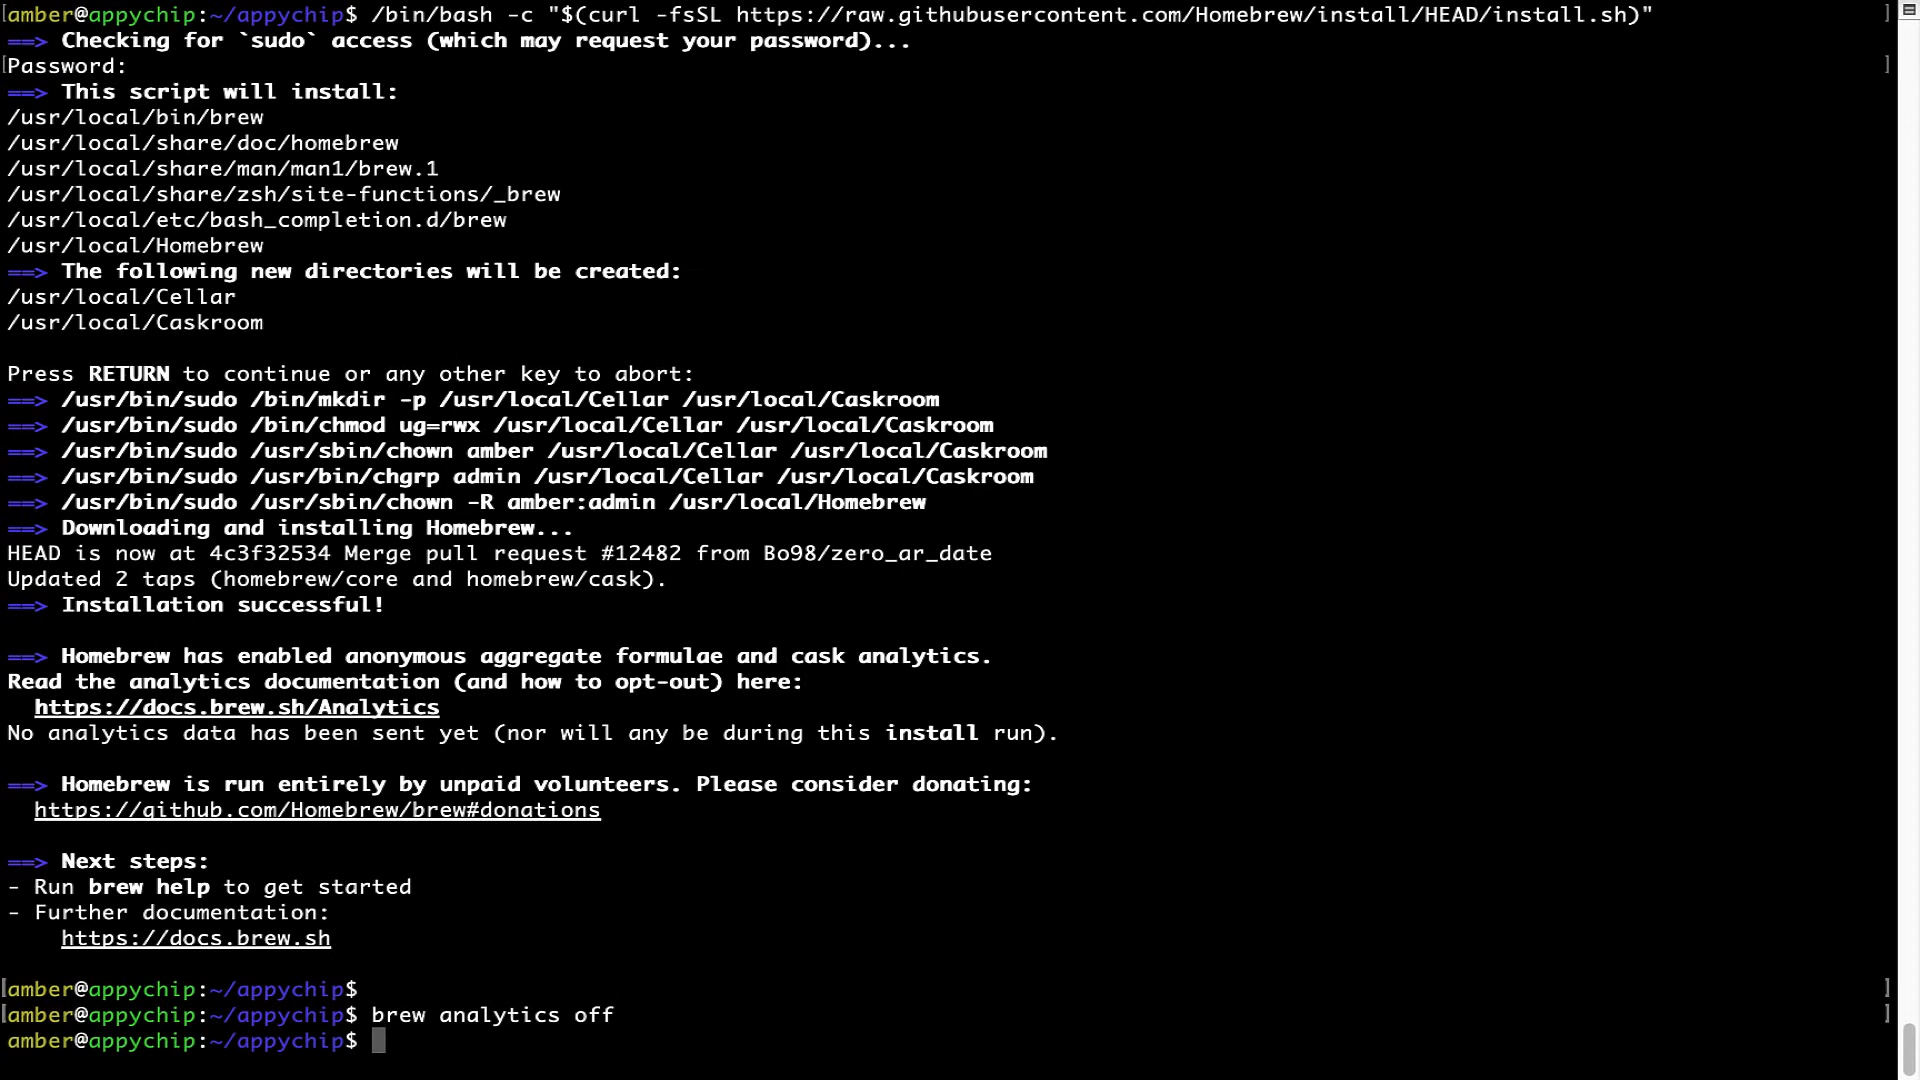 amber@appychip:~/appychip$ /bin/bash -c "$(curl -fsSL https://raw.githubusercontent.com/Homebrew/install/HEAD/install.sh)"
==> Checking for `sudo` access (which may request your password)...
Password:
==> This script will install:
/usr/local/bin/brew
/usr/local/share/doc/homebrew
/usr/local/share/man/man1/brew.1
/usr/local/share/zsh/site-functions/_brew
/usr/local/etc/bash_completion.d/brew
/usr/local/Homebrew
==> The following new directories will be created:
/usr/local/Cellar
/usr/local/Caskroom
Press RETURN to continue or any other key to abort:
==> /usr/bin/sudo /bin/mkdir -p /usr/local/Cellar /usr/local/Caskroom
==> /usr/bin/sudo /bin/chmod ug=rwx /usr/local/Cellar /usr/local/Caskroom
==> /usr/bin/sudo /usr/sbin/chown amber /usr/local/Cellar /usr/local/Caskroom
==> /usr/bin/sudo /usr/bin/chgrp admin /usr/local/Cellar /usr/local/Caskroom
==> /usr/bin/sudo /usr/sbin/chown -R amber:admin /usr/local/Homebrew
==> Downloading and installing Homebrew...
HEAD is now at 4c3f32534 Merge pull request #12482 from Bo98/zero_ar_date
Updated 2 taps (homebrew/core and homebrew/cask).
==> Installation successful!
==> Homebrew has enabled anonymous aggregate formulae and cask analytics.
Read the analytics documentation (and how to opt-out) here:
https://docs.brew.sh/Analytics
No analytics data has been sent yet (nor will any be during this install run).
==> Homebrew is run entirely by unpaid volunteers. Please consider donating:
https://github.com/Homebrew/brew#donations
==> Next steps:
- Run brew help to get started
- Further documentation:
https://docs.brew.sh
amber@appychip:~/appychip$
amber@appychip:~/appychip$ brew analytics off
amber@appychip:~/appychip$